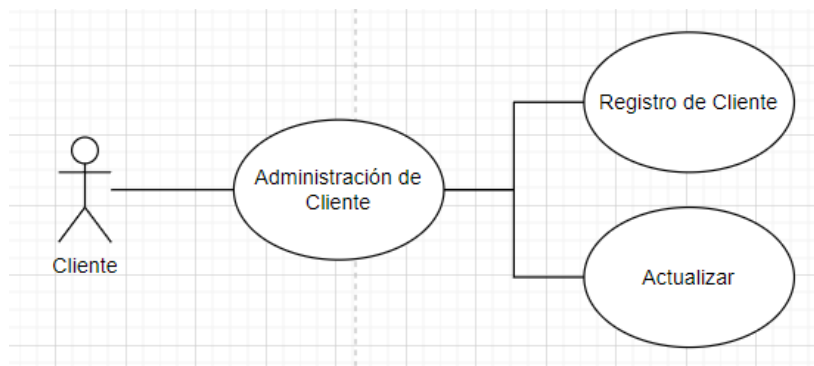 Registro de Cliente
Administración de
Cliente
Cliente
Actualizar